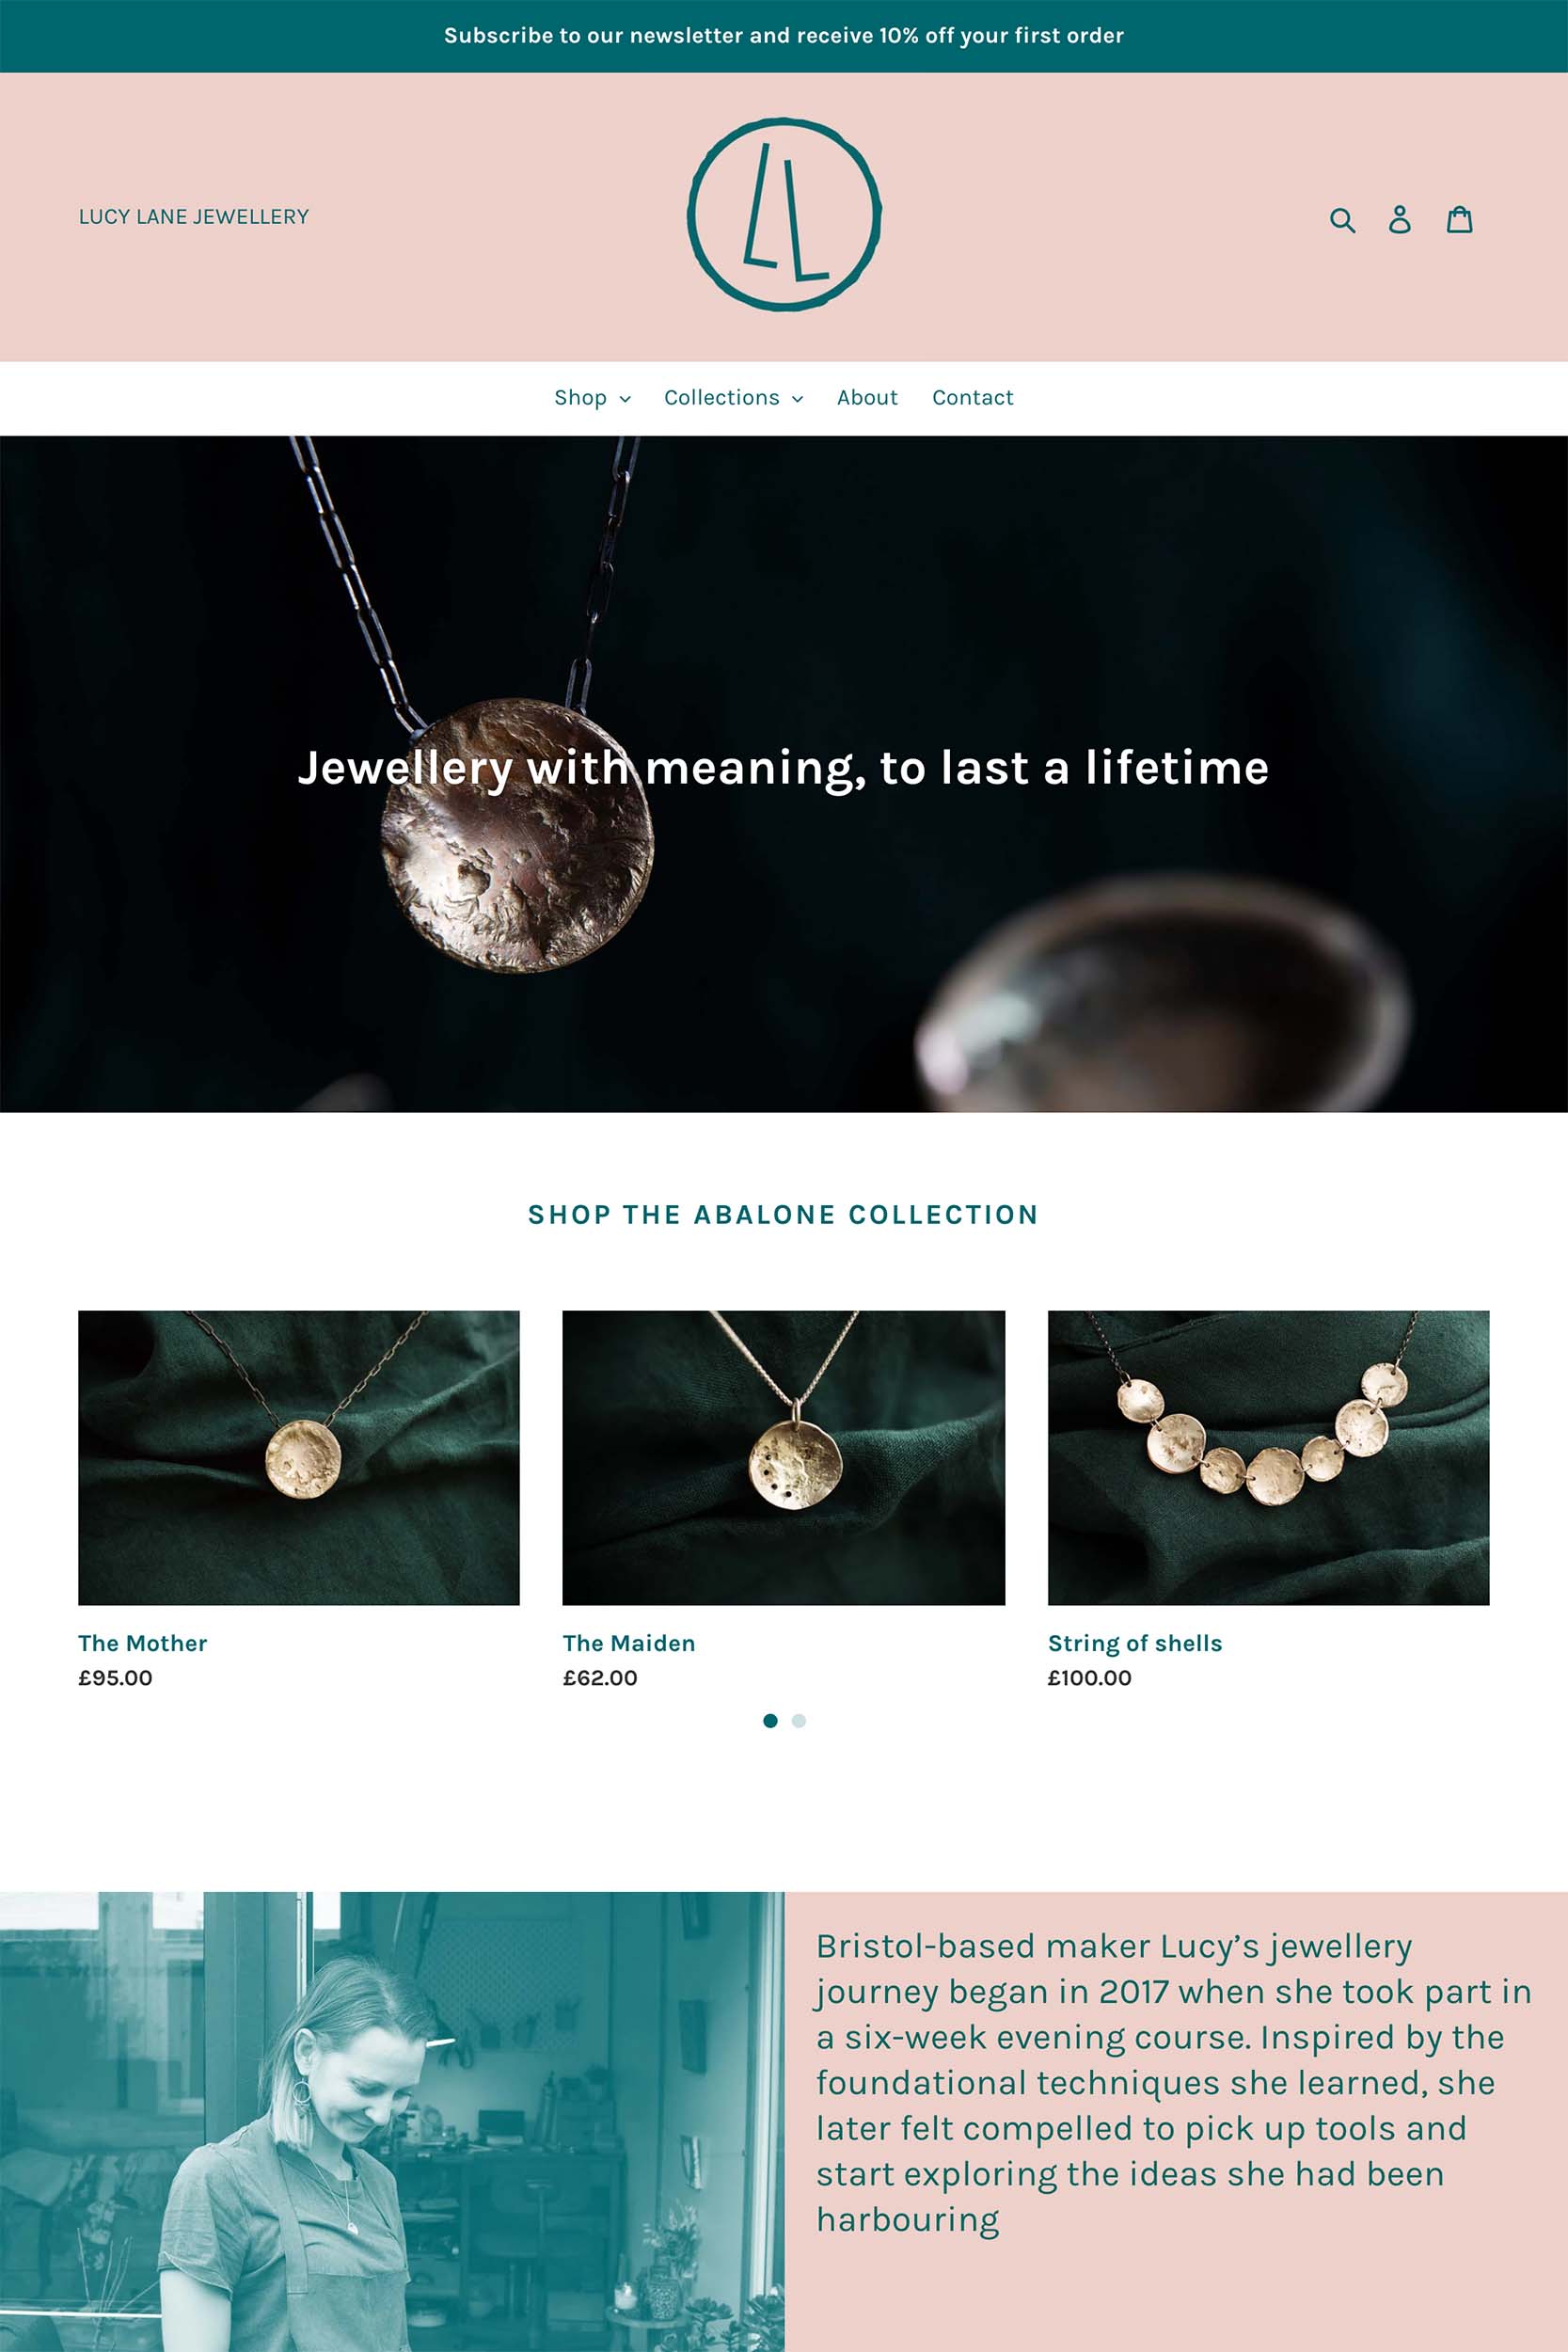 Subscribe to our newsletter and receive 10% off your first order
LUCY LANE JEWELLERY
LL
Shop
Collections
About
Contact
Jewellery with meaning, to last a lifetime
SHOP THE ABALONE COLLECTION
The Mother
£95.00
The Maiden
£62.00
String of shells
£100.00
Bristol-based maker Lucy’s jewellery
journey began in 2017 when she took part in
a six-week evening course. Inspired by the
foundational techniques she learned, she
later felt compelled to pick up tools and
start exploring the ideas she had been
harbouring